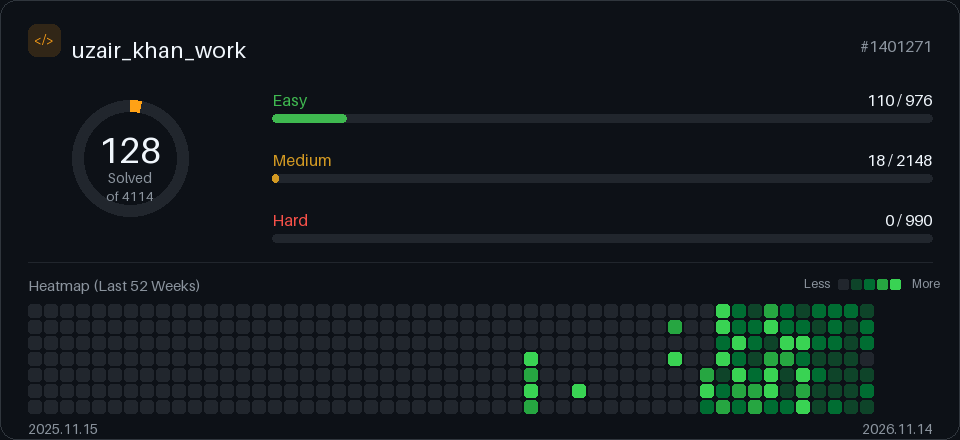 </>
uzair_khan_work
#1401271
128
Solved
of 4114
Easy
110 / 976
Medium
18 / 2148
Hard
0 / 990
Heatmap (Last 52 Weeks)
Less
More
2025.11.15
2026.11.14